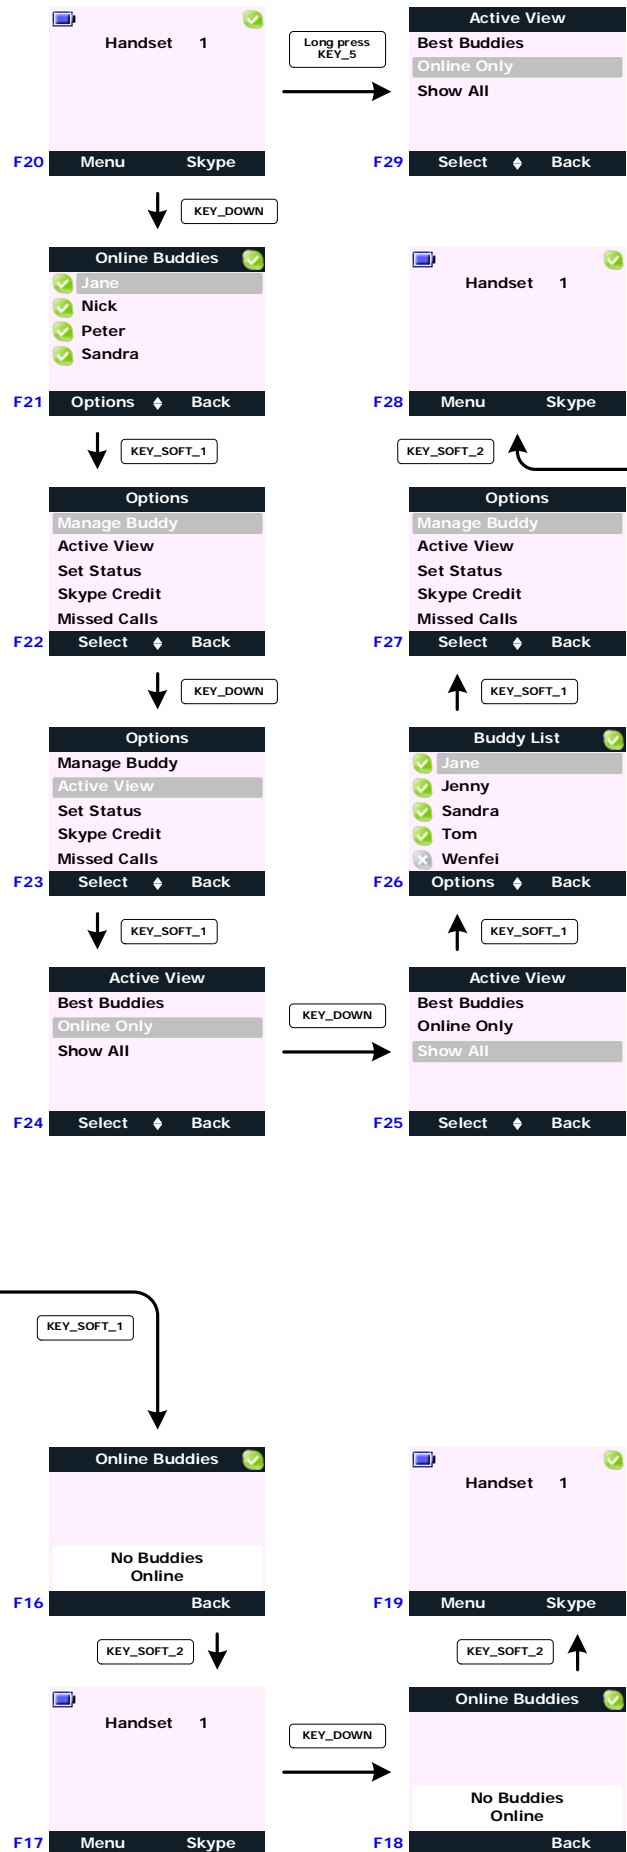 Handset 1
F20 Menu Skype
Long press
KEY_5
Active View
Best Buddies
Online Only
Show All
F29 Select Back
KEY_DOWN
Online Buddies
Jane
Nick
Peter
Sandra
F21 Options Back
Handset 1
F28 Menu Skype
KEY_SOFT_1
KEY_SOFT_2
Options
Manage Buddy
Active View
Set Status
Skype Credit
Missed Calls
F22 Select Back
Options
Manage Buddy
Active View
Set Status
Skype Credit
Missed Calls
F27 Select Back
KEY_DOWN
KEY_SOFT_1
Options
Manage Buddy
Active View
Set Status
Skype Credit
Missed Calls
F23 Select Back
Buddy List
Jane
Jenny
Sandra
Tom
Wenfei
F26 Options Back
KEY_SOFT_1
KEY_SOFT_1
Active View
Best Buddies
Online Only
Show All
F24 Select Back
KEY_DOWN
Active View
Best Buddies
Online Only
Show All
F25 Select Back
KEY_SOFT_1
Online Buddies
No Buddies
Online
F16 Back
Handset 1
F19 Menu Skype
KEY_SOFT_2
KEY_SOFT_2
Handset 1
F17 Menu Skype
KEY_DOWN
Online Buddies
No Buddies
Online
F18 Back